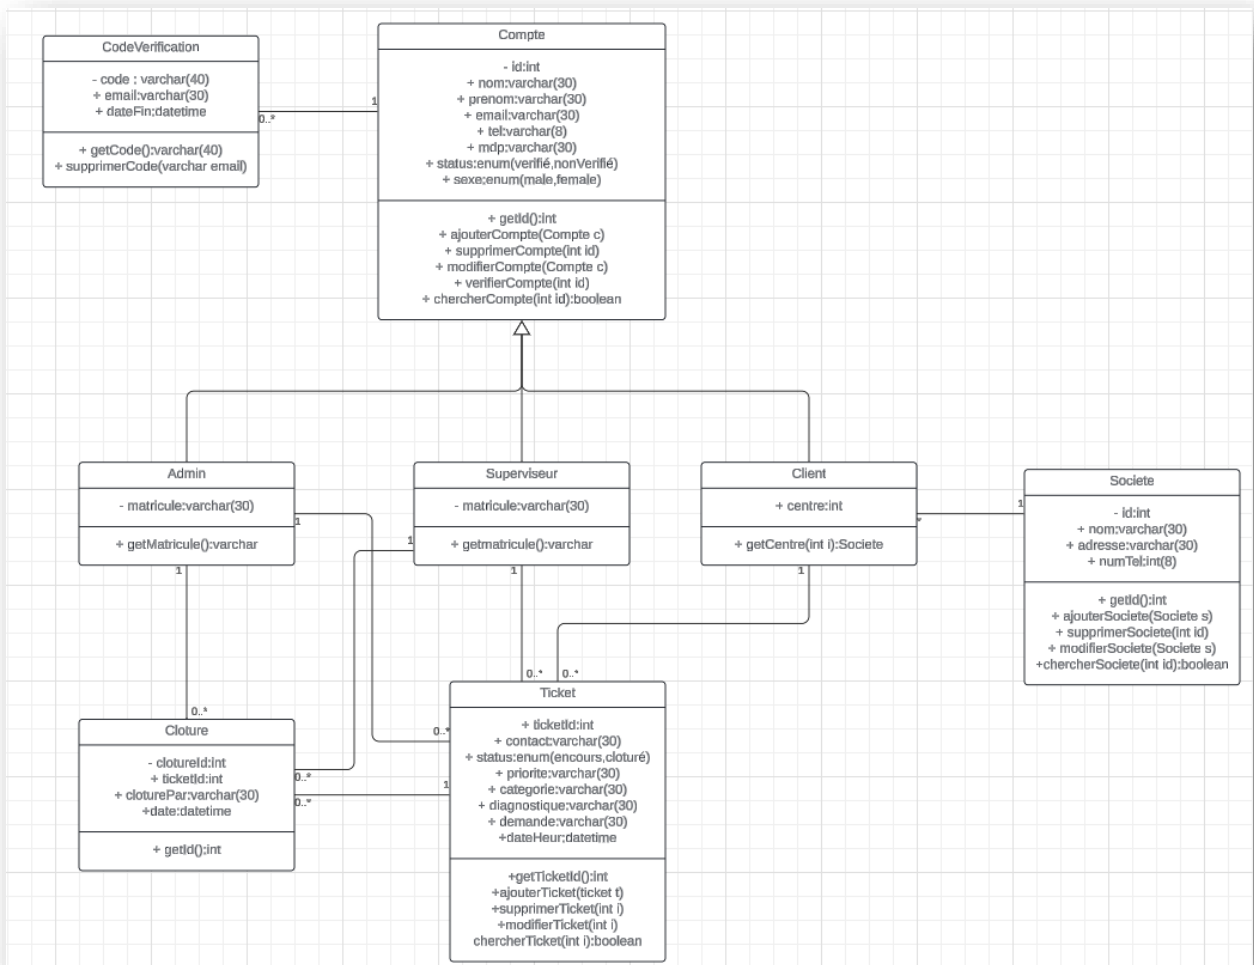 CodeVerification
- code : varchar(40)
+ email:varchar(30)
+ dateFin:datetime
+ getCode():varchar(40)
+ supprimerCode(varchar email)
0..*
1
Compte
- id:int
+ nom:varchar(30)
+ prenom:varchar(30)
+ email:varchar(30)
+ tel:varchar(8)
+ mdp:varchar(30)
+ status:enum(verifié,nonVerifié)
+ sexe:enum(male,female)
+ getId():int
+ ajouterCompte(Compte c)
+ supprimerCompte(int id)
+ modifierCompte(Compte c)
+ verifierCompte(int id)
+ chercherCompte(int id):boolean
Admin
- matricule:varchar(30)
+ getMatricule():varchar
1
1
Superviseur
- matricule:varchar(30)
+ getmatricule():varchar
1
1
Client
+ centre:int
+ getCentre(int i):Societe
*
1
1
Societe
- id:int
+ nom:varchar(30)
+ adresse:varchar(30)
+ numTel:int(8)
+ getId():int
+ ajouterSociete(Societe s)
+ supprimerSociete(int id)
+ modifierSociete(Societe s)
+chercherSociete(int id):boolean
0..*
Cloture
- clotureId:int
+ ticketId:int
+ cloturePar:varchar(30)
+date:datetime
+ getId():int
0..*
0..*
0..*
1
0..*
0..*
Ticket
+ ticketId:int
+ contact:varchar(30)
+ status:enum(encours,cloturé)
+ priorite:varchar(30)
+ categorie:varchar(30)
+ diagnostique:varchar(30)
+ demande:varchar(30)
+dateHeur:datetime
+getTicketId():int
+ajouterTicket(ticket t)
+supprimerTicket(int i)
+modifierTicket(int i)
chercherTicket(int i):boolean